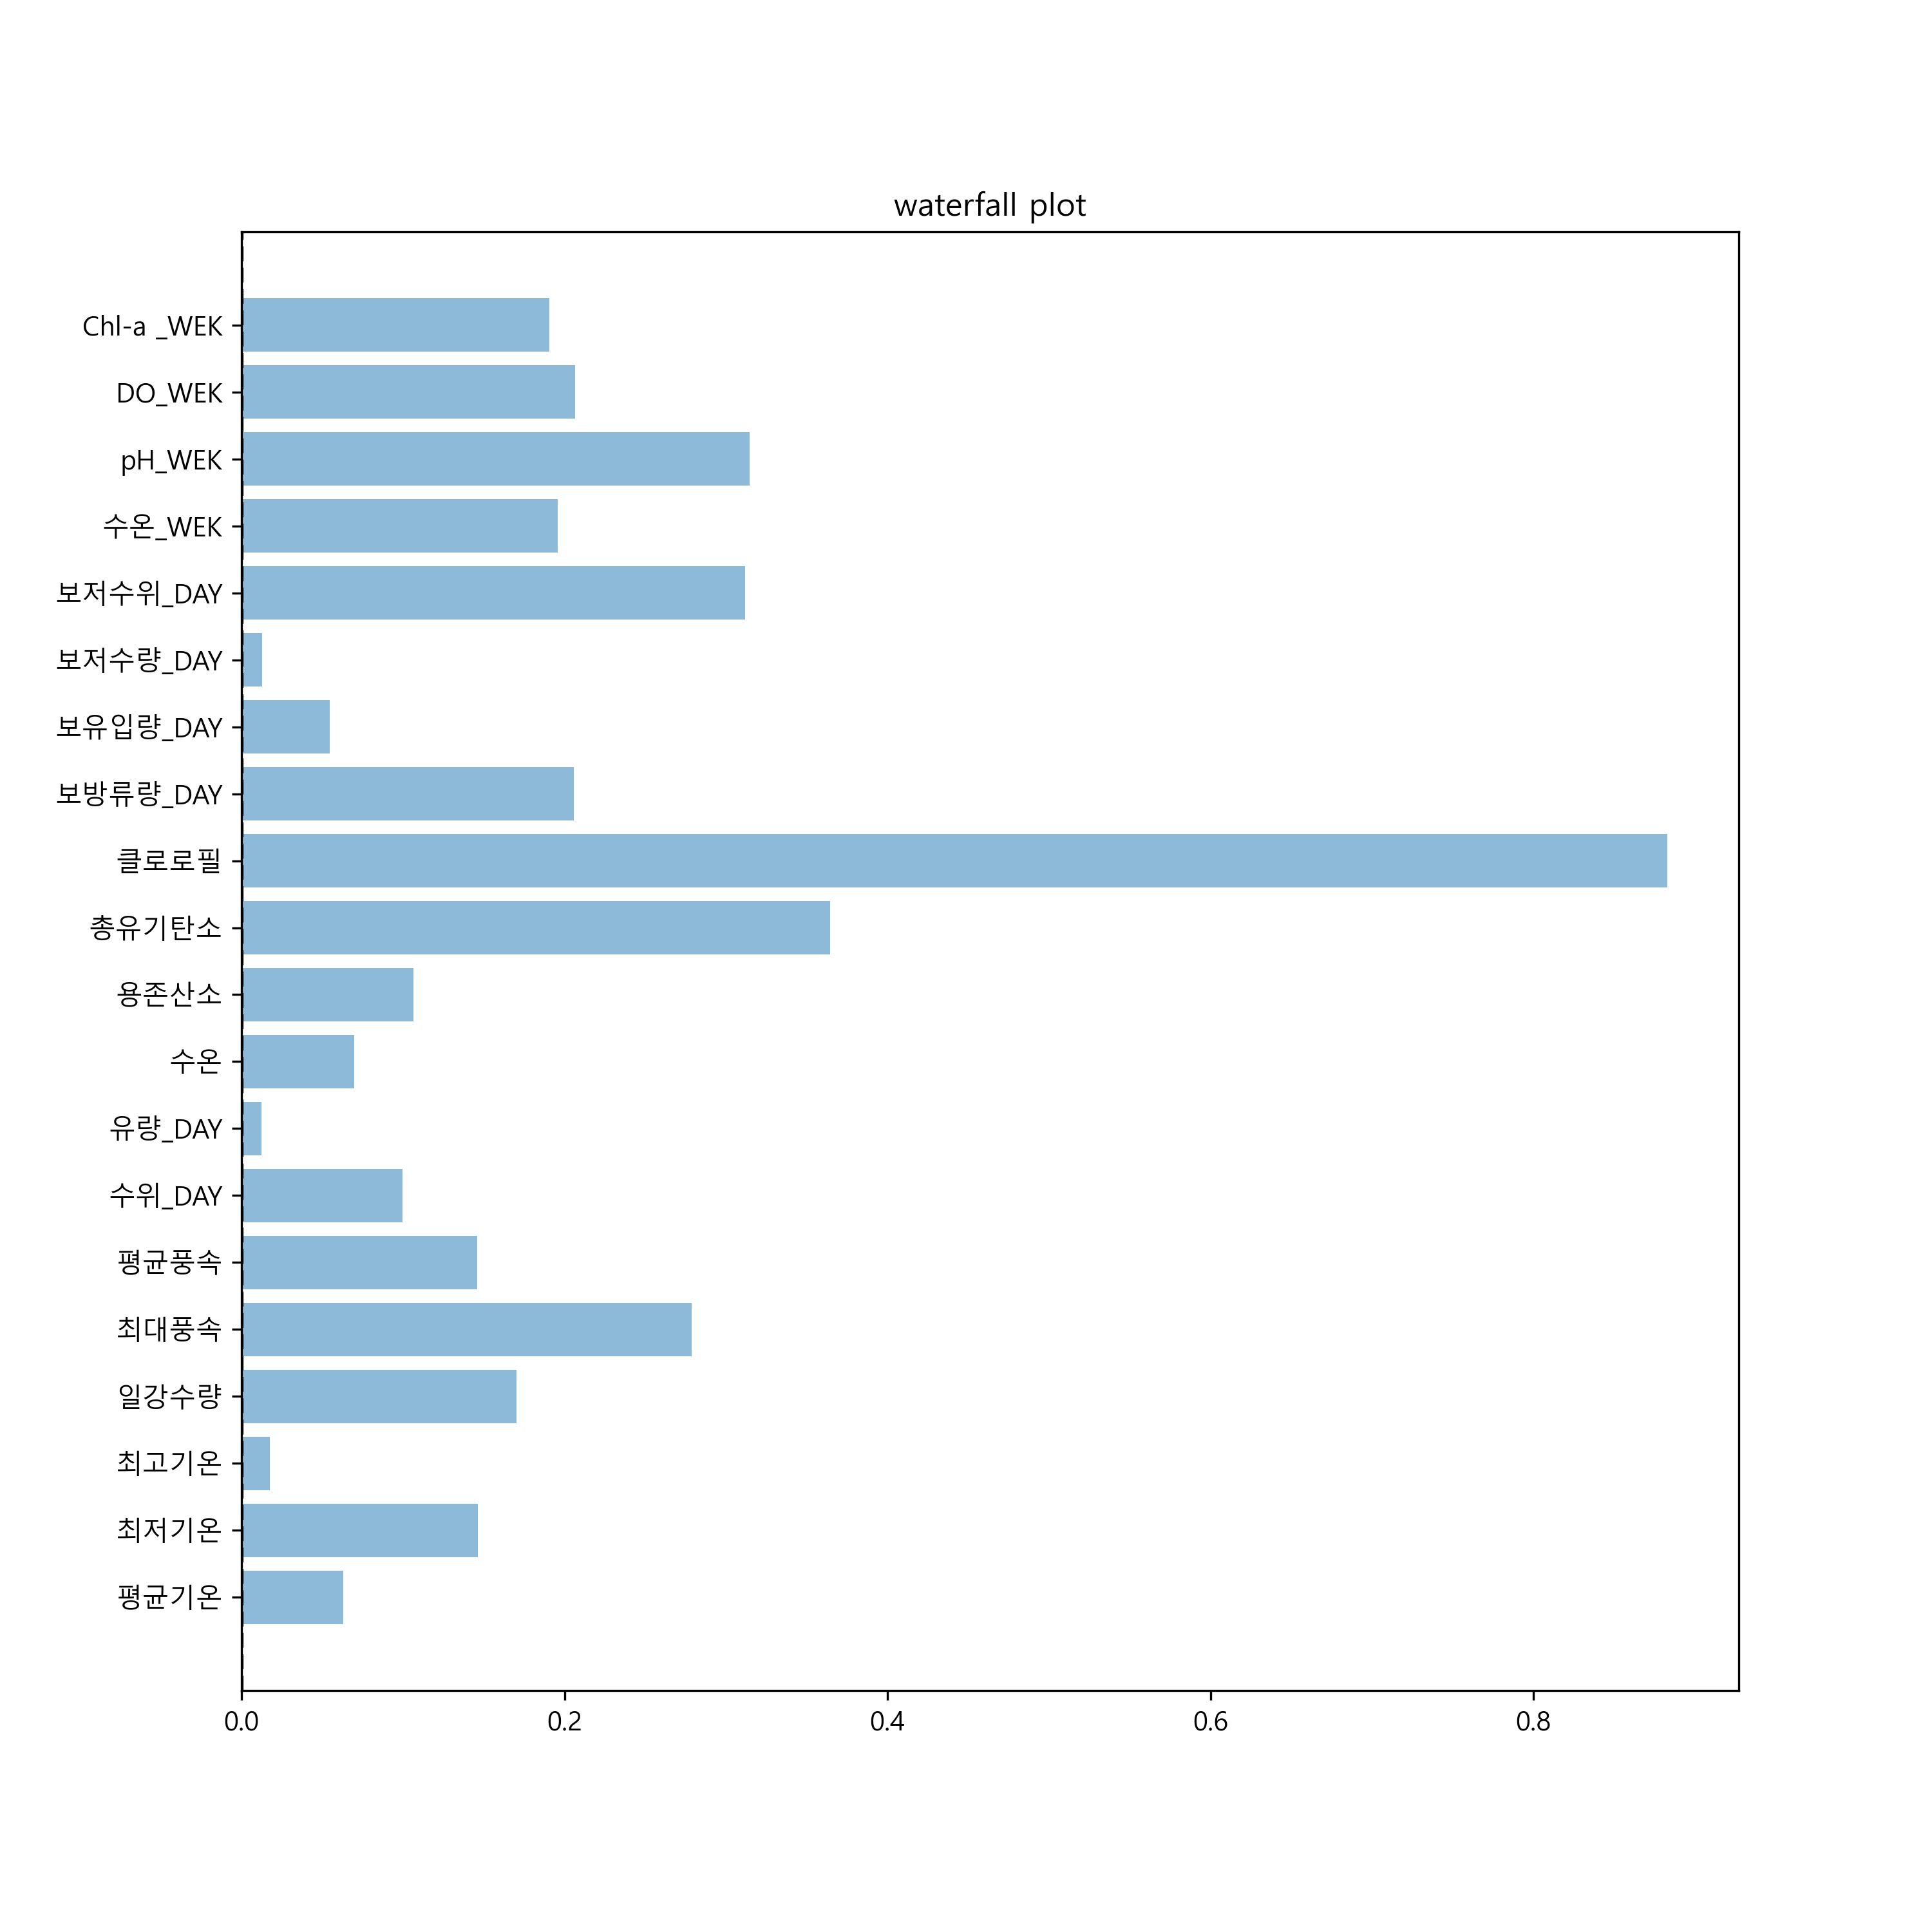 waterfall plot
Chl-a _WEK
DO_WEK
pH_WEK
수온_WEK
보저수위_DAY
보저수량_DAY
보유입량_DAY
보방류량_DAY
클로로필
총유기탄소
용존산소
수온
유량_DAY
수위_DAY
평균풍속
최대풍속
일강수량
최고기온
최저기온
평균기온
0.0 0.2 0.4 0.6 0.8